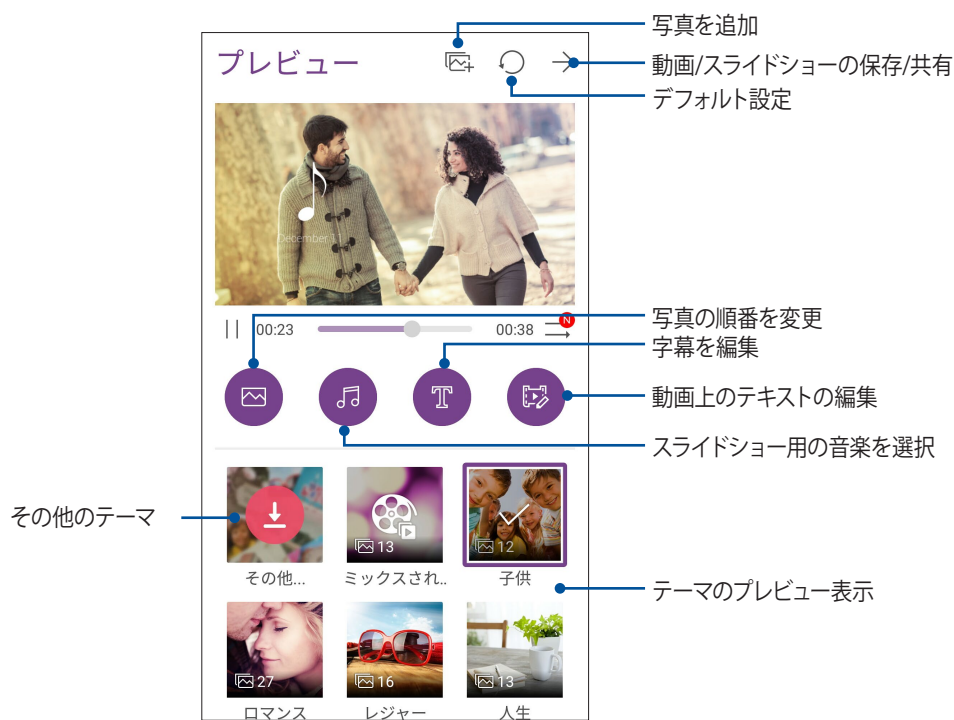 写真を追加
プレビュー
動画/スライドショーの保存/共有
デフォルト設定
December 11
写真の順番を変更
00:23
00:38
N
字幕を編集
動画上のテキストの編集
スライドショー用の音楽を選択
その他のテーマ
13
12
その他...
ミックスされ..
子供
テーマのプレビュー表示
27
16
13
ロマンス
レジャー
人生